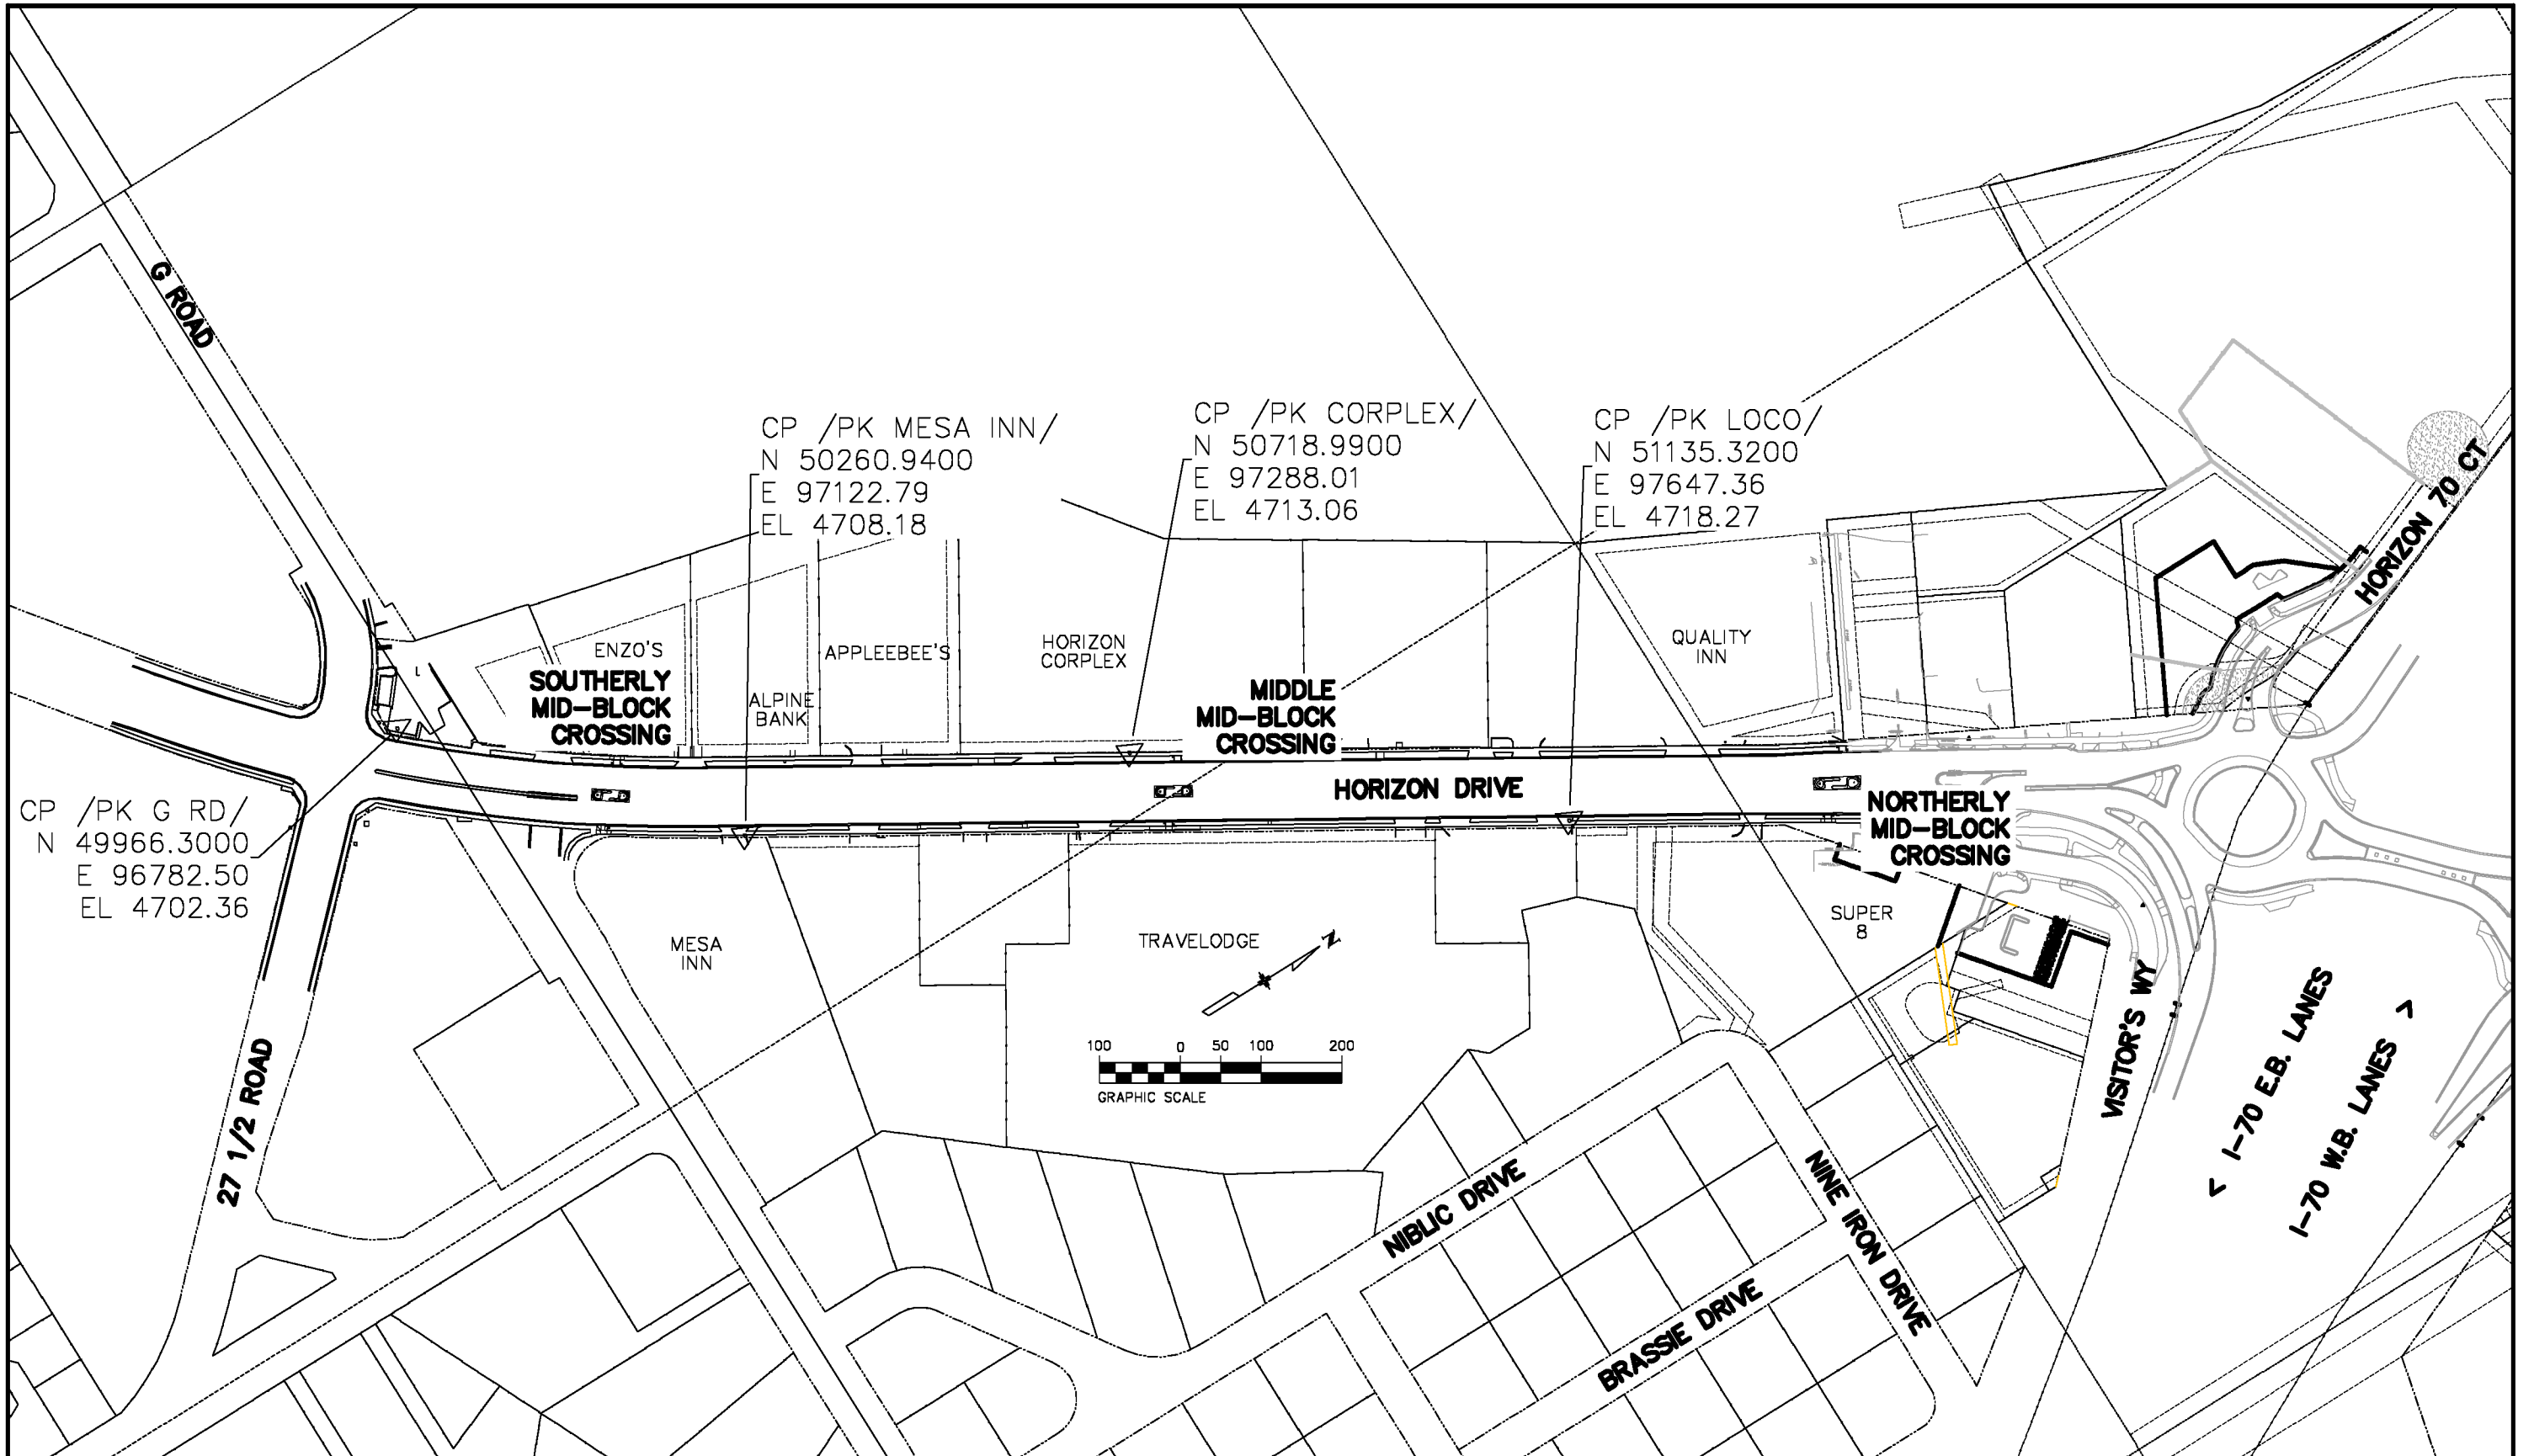 G ROAD
CP /PK MESA INN/
N 50260.9400
E 97122.79
EL 4708.18
CP /PK CORPLEX/
N 50718.9900
E 97288.01
EL 4713.06
CP /PK LOCO/
N 51135.3200
E 97647.36
EL 4718.27
HORIZON 70 CT
ENZO'S
SOUTHERLY
MID-BLOCK
CROSSING
ALPINE
BANK
APPLEEBEE'S
HORIZON
CORPLEX
MIDDLE
MID-BLOCK
CROSSING
QUALITY
INN
HORIZON DRIVE
CP /PK G RD/
N 49966.3000
E 96782.50
EL 4702.36
NORTHERLY
MID-BLOCK
CROSSING
MESA
INN
TRAVELODGE
N
SUPER
8
100 0 50 100 200
GRAPHIC SCALE
27 1/2 ROAD
NIBLIC DRIVE
BRASSIE DRIVE
NINE IRON DRIVE
VISITOR'S WY
< I-70 E.B. LANES
I-70 W.B. LANES >